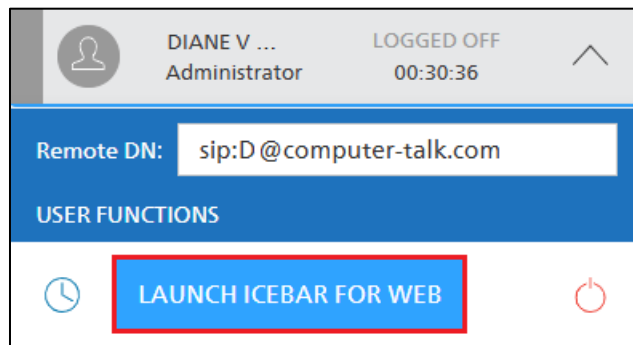 DIANE V ... LOGGED OFF
Administrator 00:30:36
Remote DN: sip:D@computer-talk.com
USER FUNCTIONS
LAUNCH ICEBAR FOR WEB